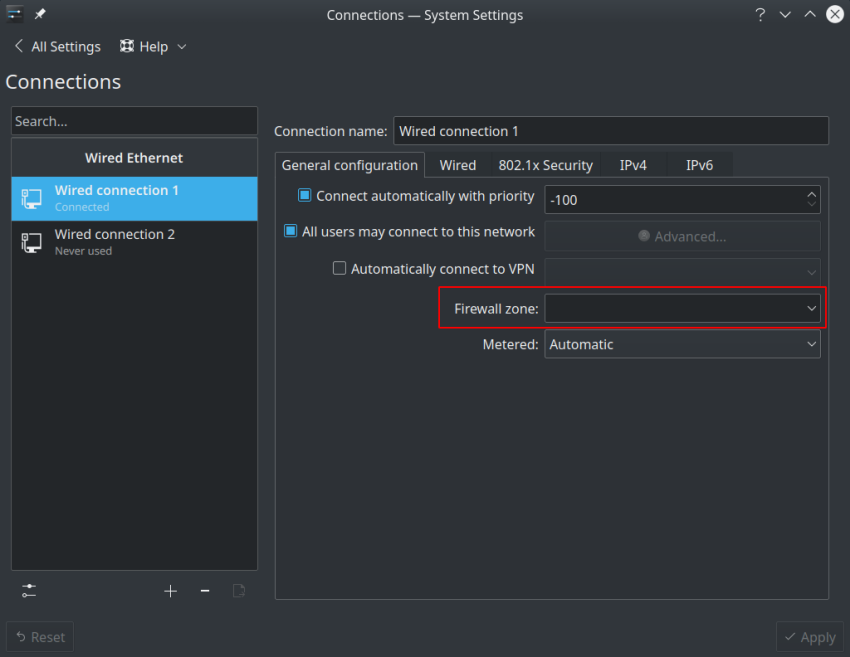 Connections — System Settings
All Settings Help
Connections
Search...
Connection name: Wired connection 1
Wired Ethernet
Wired connection 1
Connected
Wired connection 2
Never used
General configuration Wired 802.1x Security IPv4 IPv6
Connect automatically with priority -100
All users may connect to this network Advanced...
Automatically connect to VPN
Firewall zone:
Metered: Automatic
Reset Apply